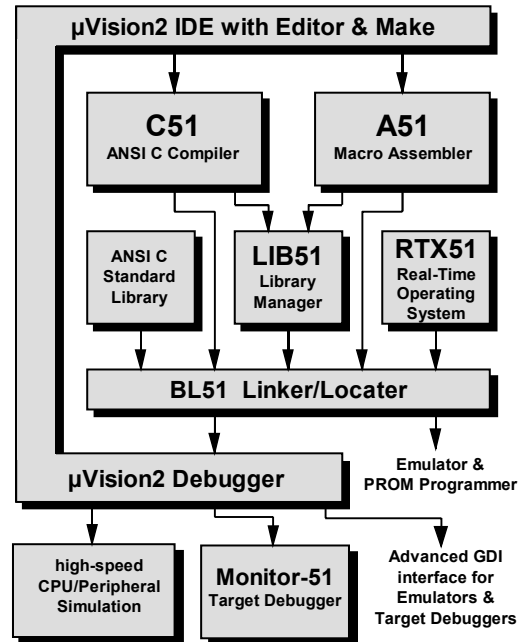 µVision2 IDE with Editor & Make
C51
ANSI C Compiler
A51
Macro Assembler
ANSI C
Standard
Library
LIB51
Library
Manager
RTX51
Real-Time
Operating
System
BL51 Linker/Locater
Emulator &
PROM Programmer
µVision2 Debugger
high-speed
CPU/Peripheral
Simulation
Monitor-51
Target Debugger
Advanced GDI
interface for
Emulators &
Target Debuggers